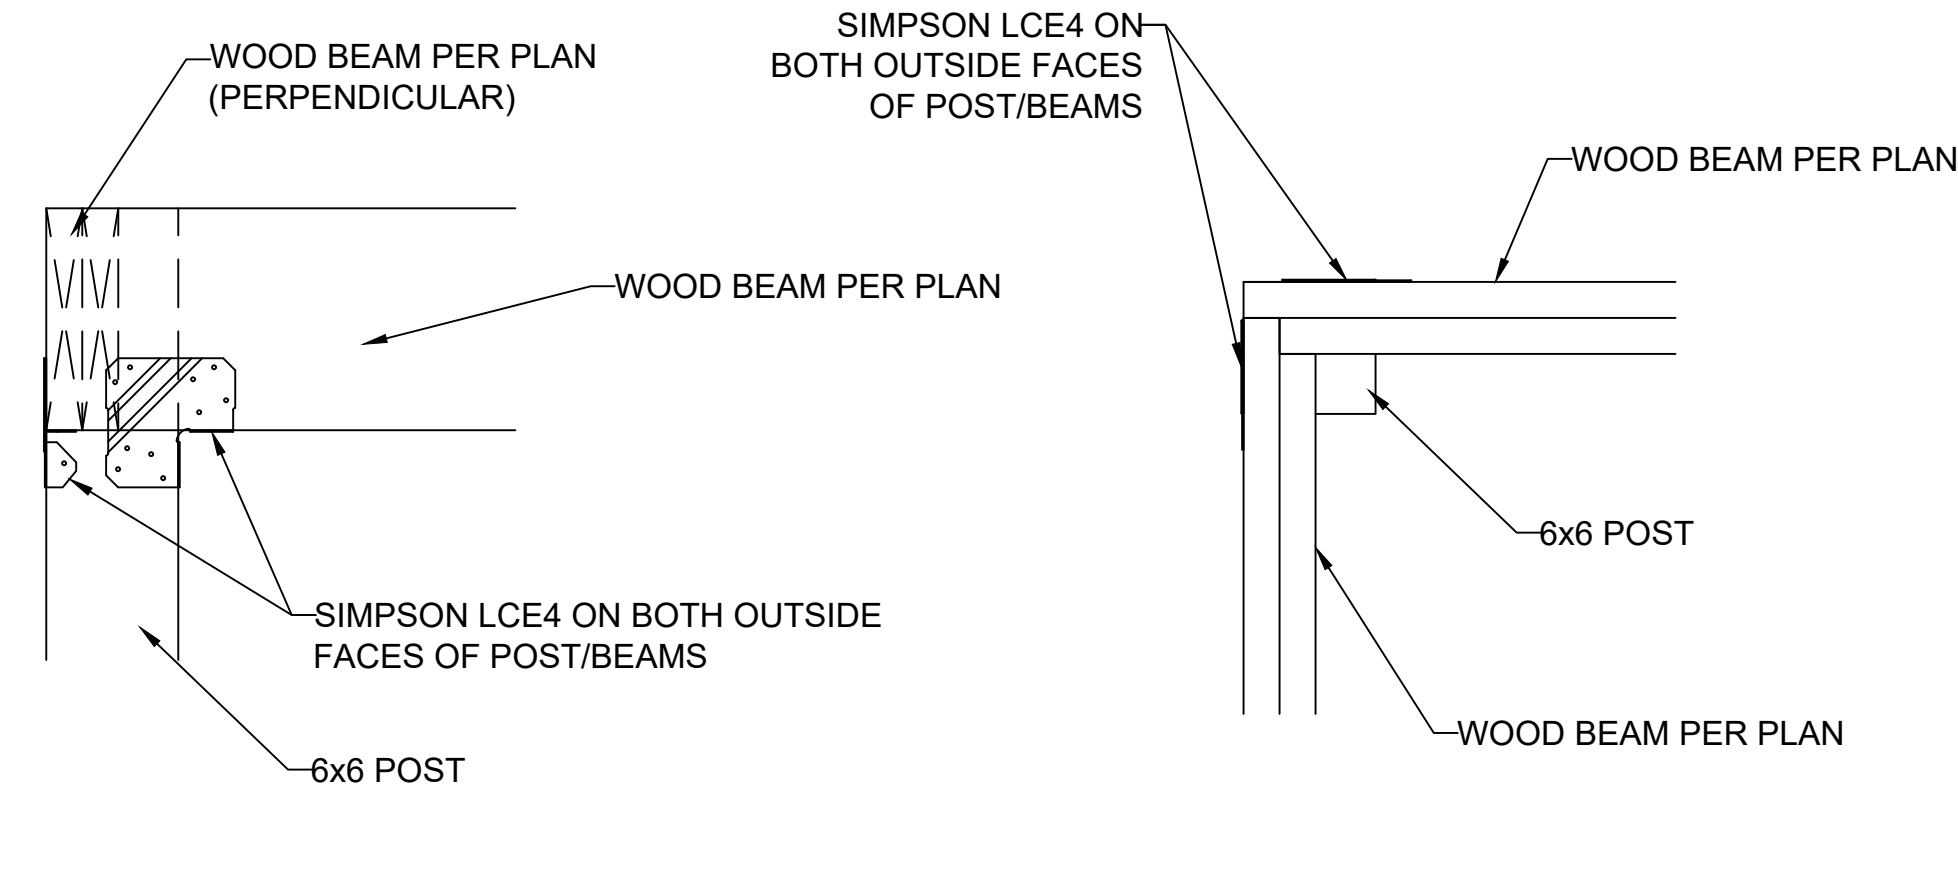 WOOD BEAM PER PLAN
(PERPENDICULAR)
WOOD BEAM PER PLAN
SIMPSON LCE4 ON BOTH OUTSIDE
FACES OF POST/BEAMS
6x6 POST
SIMPSON LCE4 ON
BOTH OUTSIDE FACES
OF POST/BEAMS
WOOD BEAM PER PLAN
6x6 POST
WOOD BEAM PER PLAN